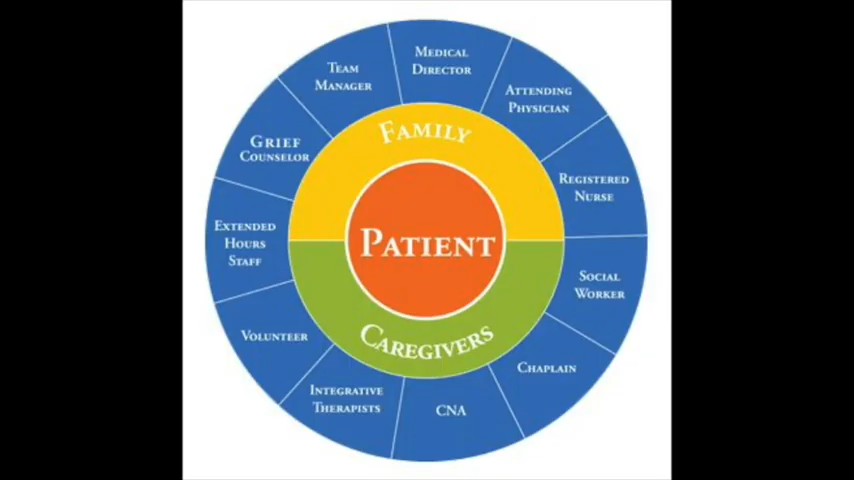 MEDICAL
DIRECTOR
ATTENDING
PHYSICIAN
REGISTERED
NURSE
SOCIAL
WORKER
CHAPLAIN
CNA
INTEGRATIVE
THERAPISTS
VOLUNTEER
EXTENDED
HOURS
STAFF
GRIEF
COUNSELOR
TEAM
MANAGER
FAMILY
PATIENT
CAREGIVERS